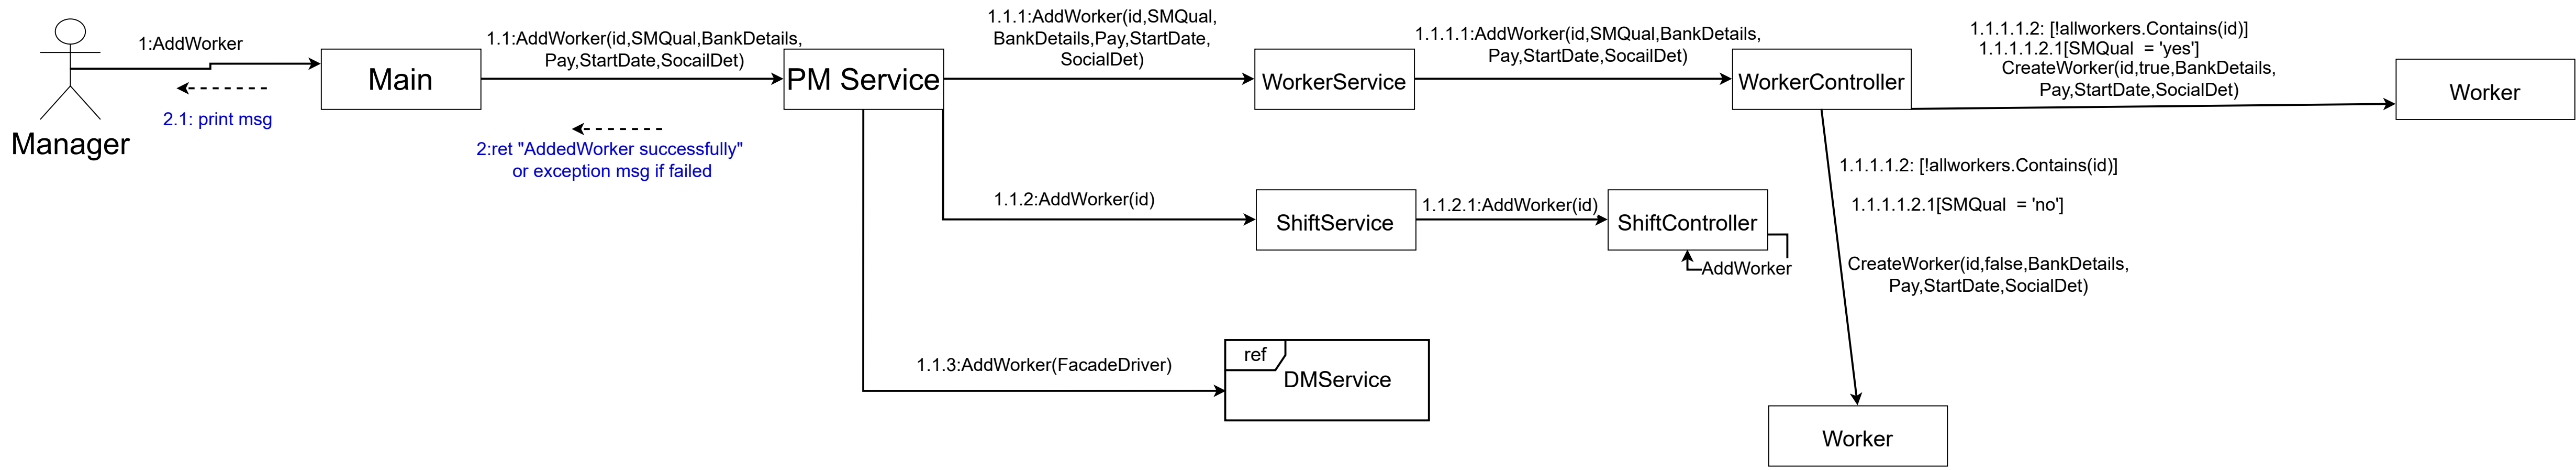 Manager
1:AddWorker
2.1: print msg
Main
1.1:AddWorker(id,SMQual,BankDetails,
Pay,StartDate,SocailDet)
2:ret "AddedWorker successfully"
or exception msg if failed
PM Service
1.1.1:AddWorker(id,SMQual,
BankDetails,Pay,StartDate,
SocialDet)
WorkerService
1.1.1.1:AddWorker(id,SMQual,BankDetails,
Pay,StartDate,SocailDet)
WorkerController
1.1.1.1.2: [!allworkers.Contains(id)]
1.1.1.1.2.1[SMQual = 'yes']
CreateWorker(id,true,BankDetails,
Pay,StartDate,SocialDet)
Worker
1.1.1.1.2: [!allworkers.Contains(id)]
1.1.1.1.2.1[SMQual = 'no']
CreateWorker(id,false,BankDetails,
Pay,StartDate,SocialDet)
Worker
1.1.2:AddWorker(id)
ShiftService
1.1.2.1:AddWorker(id)
ShiftController
AddWorker
1.1.3:AddWorker(FacadeDriver)
ref
DMService